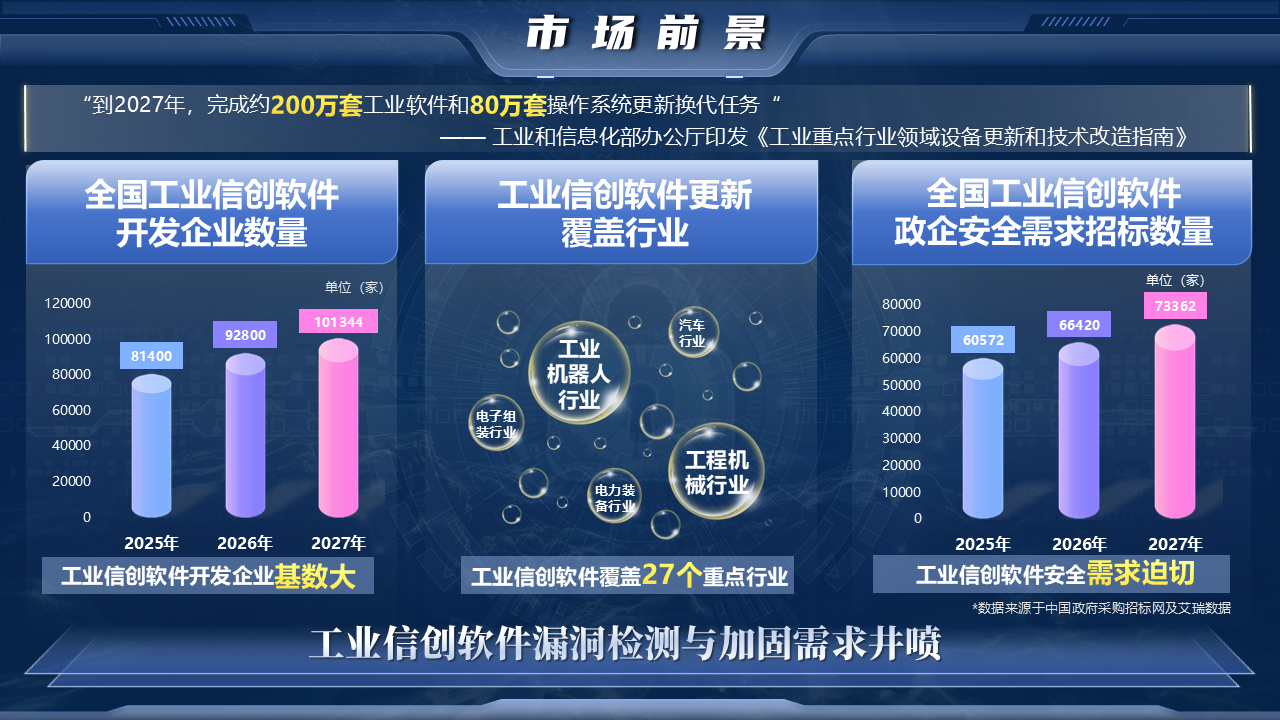 市场前景
“到2027年，完成约200万套工业软件和80万套操作系统更新换代任务“
—— 工业和信息化部办公厅印发《工业重点行业领域设备更新和技术改造指南》
全国工业信创软件
开发企业数量
单位（家）
120000
100000
80000
60000
40000
20000
0
81400
92800
101344
2025年
2026年
2027年
工业信创软件开发企业基数大
工业信创软件更新
覆盖行业
汽车
行业
工业
机器人
行业
电子组
装行业
工程机
械行业
电力装
备行业
工业信创软件覆盖27个重点行业
全国工业信创软件
政企安全需求招标数量
单位（家）
80000
70000
60000
50000
40000
30000
20000
10000
0
60572
66420
73362
2025年
2026年
2027年
工业信创软件安全需求迫切
*数据来源于中国政府采购招标网及艾瑞数据
工业信创软件漏洞检测与加固需求井喷